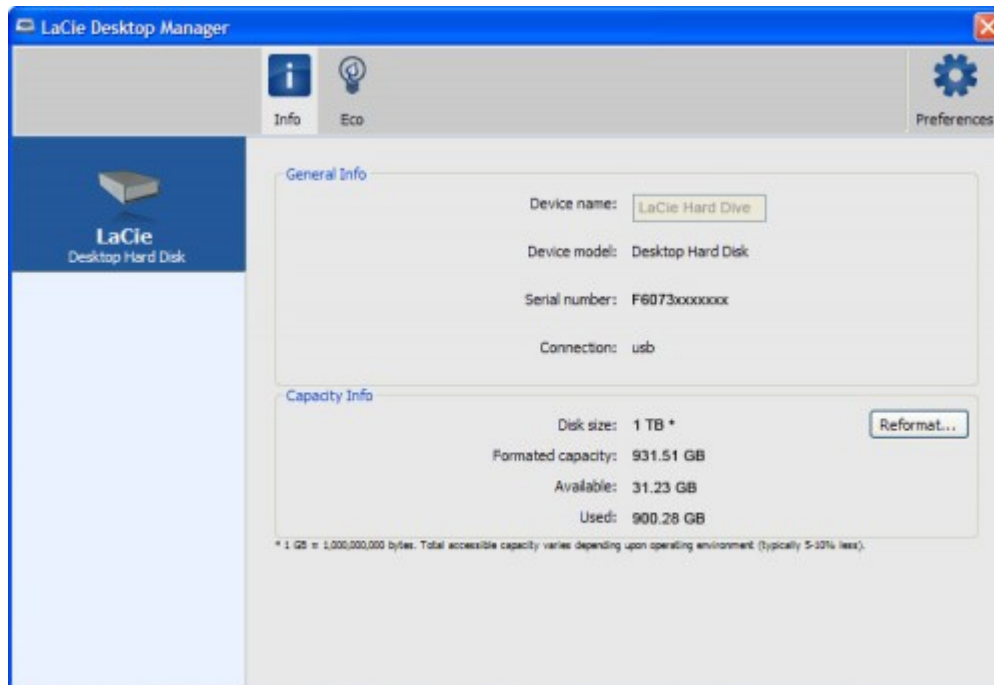 LaCie Desktop Manager
Info
Eco
Preferences
LaCie
Desktop Hard Disk
General Info
Device name: LaCie Hard Dive
Device model: Desktop Hard Disk
Serial number: F6073xxxxxxx
Connection: usb
Capacity Info
Disk size: 1 TB *
Reformat...
Formated capacity: 931.51 GB
Available: 31.23 GB
Used: 900.28 GB
* 1 GB = 1,000,000,000 bytes. Total accessible capacity varies depending upon operating environment (typically 5-10% less).